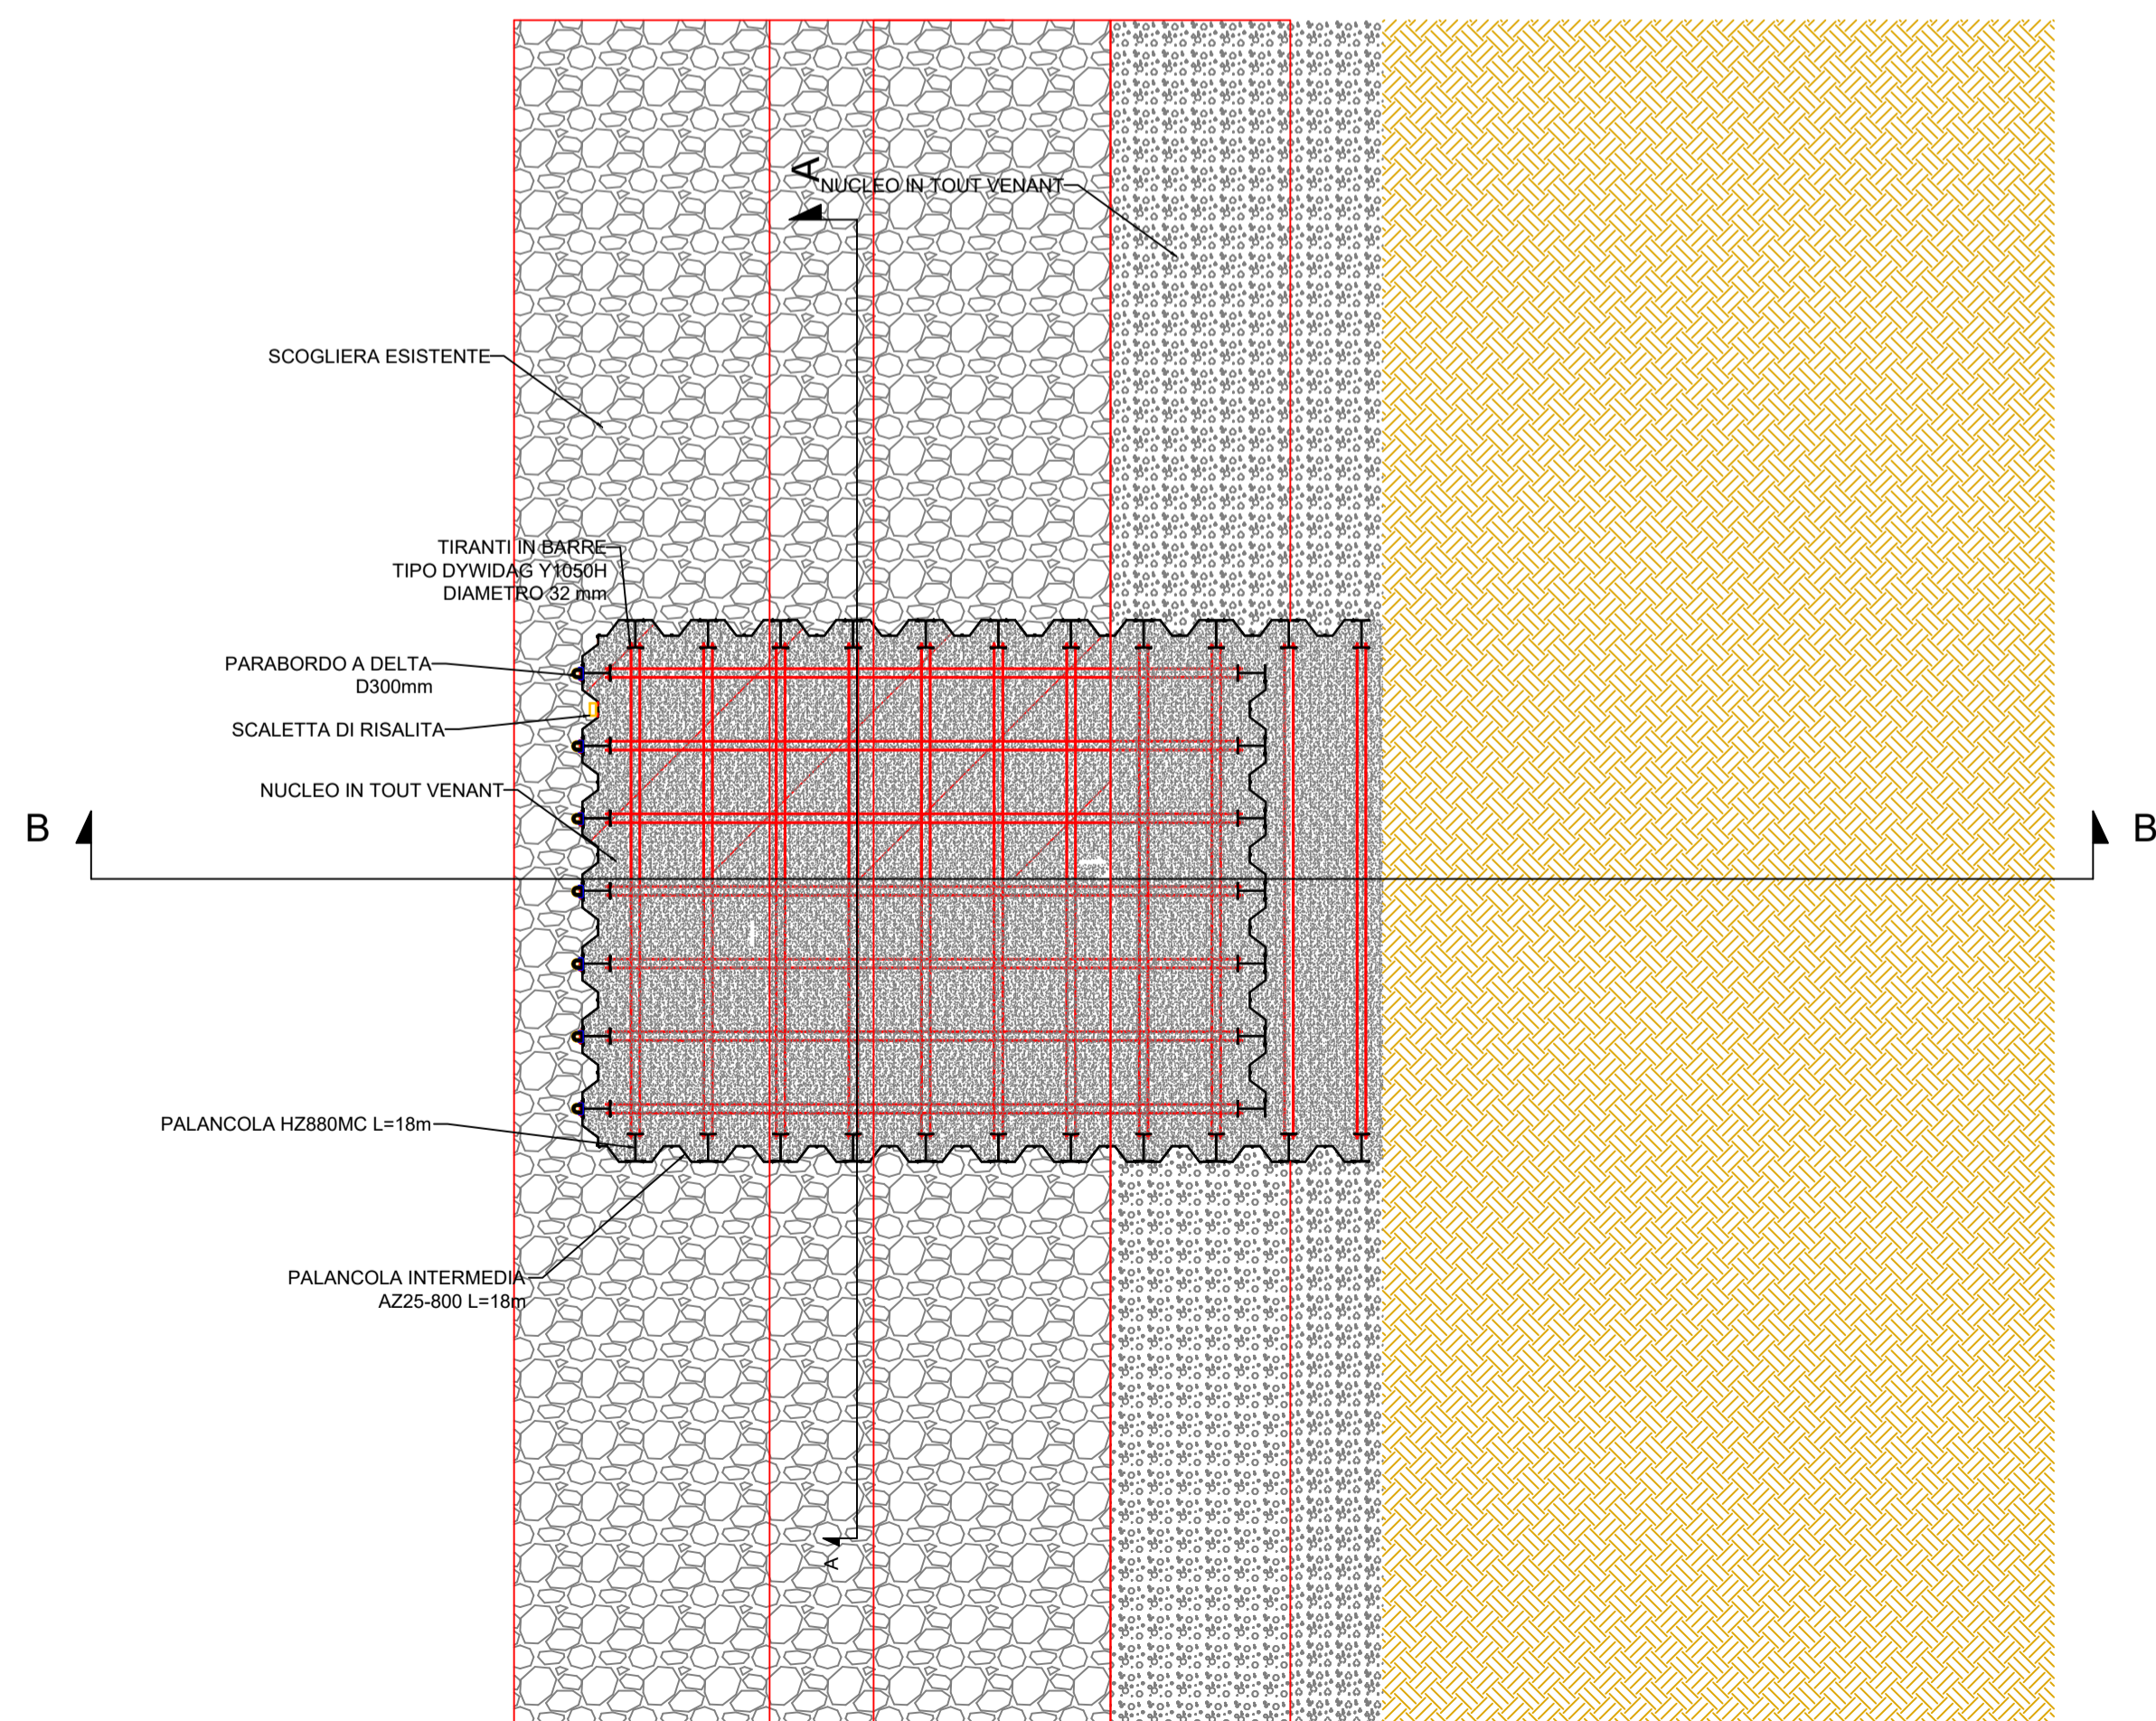 A
NUCLEO IN TOUT VENANT
SCOGLIERA ESISTENTE
TIRANTI IN BARRE
TIPO DYWIDAG Y1050H
DIAMETRO 32 mm
PARABORDO A DELTA
D300mm
SCALETTA DI RISALITA
NUCLEO IN TOUT VENANT
B
B
PALANCOLA HZ880MC L=18m
PALANCOLA INTERMEDIA
AZ25-800 L=18m
A